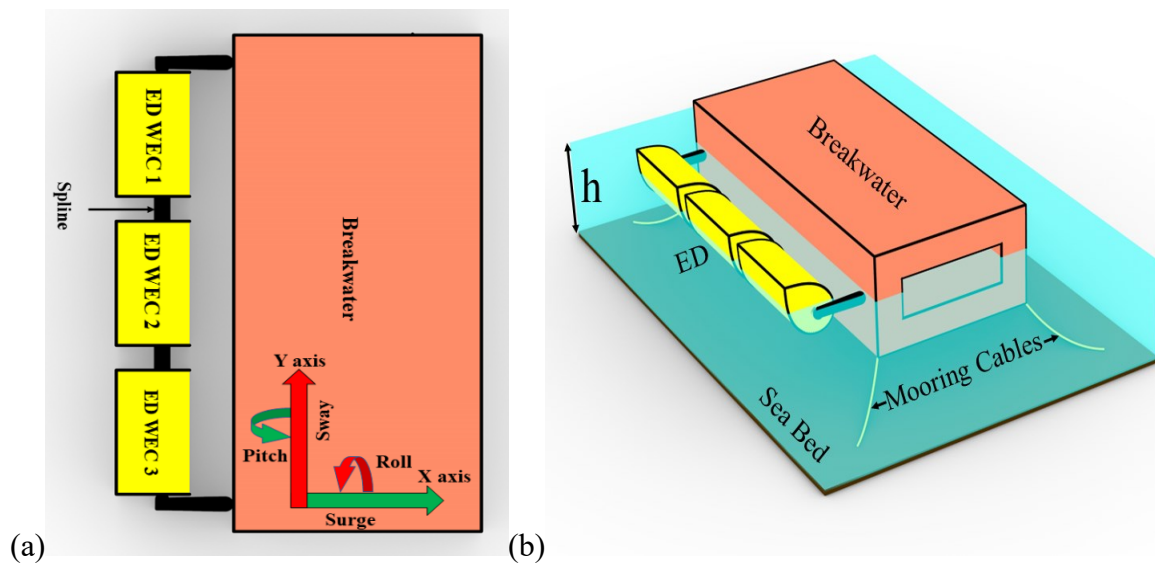 ED WEC 1
Spline
ED WEC 2
ED WEC 3
Breakwater
Y axis
Sway
Pitch
Roll
X axis
Surge
(a)
Breakwater
h
ED
Mooring Cables
Sea Bed
(b)